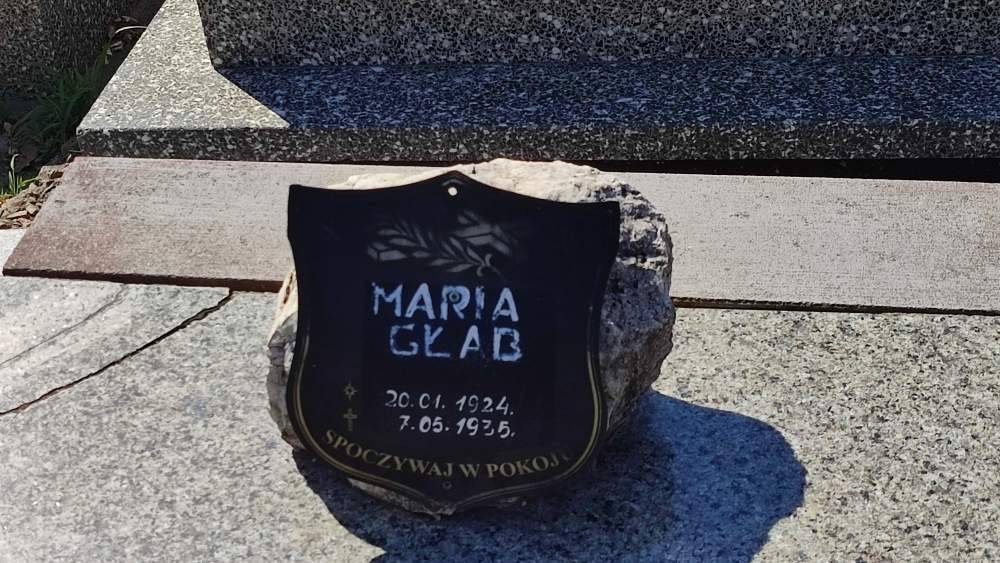 MARIA
GŁAB
20.01.1924.
7.05.1935.
SPOCZYWAJ W POKOJU